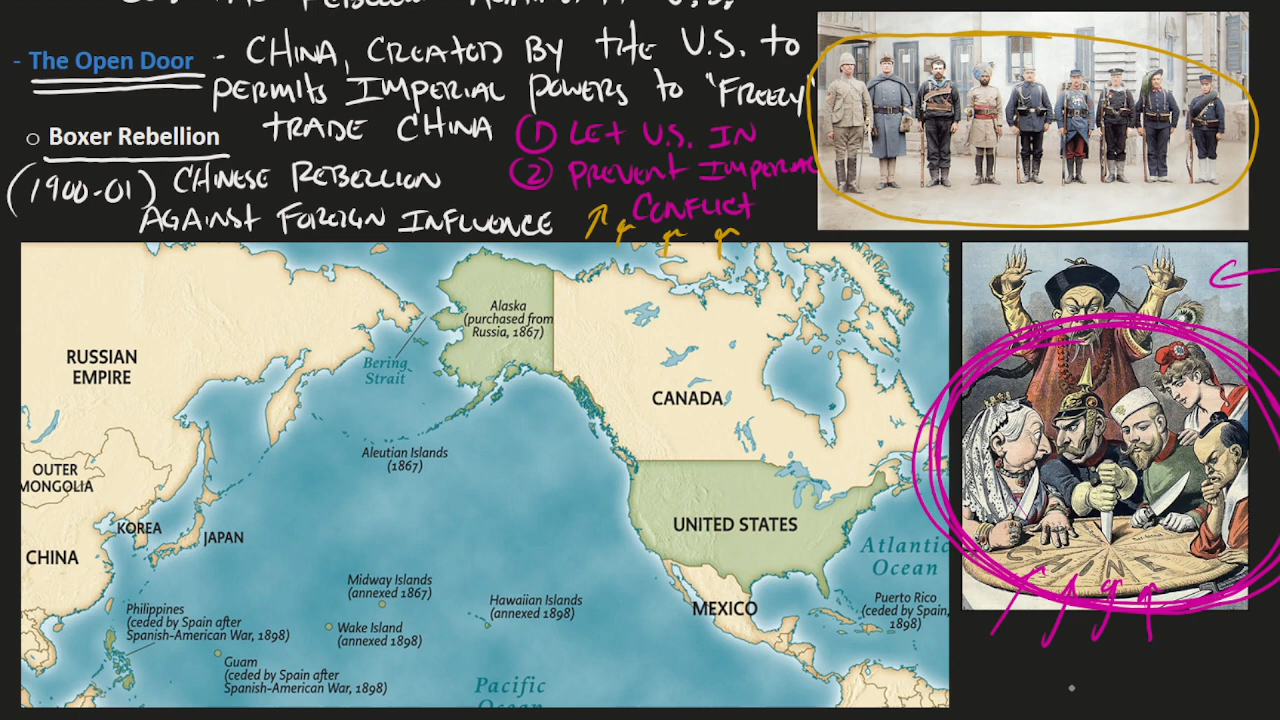 REBELLION AGAINST U.S.
- The Open Door - CHINA, CREATED BY THE U.S. TO
PERMITS IMPERIAL POWERS TO "FREELY"
TRADE CHINA
① LET U.S. IN
② PREVENT IMPERIAL
CONFLICT
○ Boxer Rebellion
(1900-01) CHINESE REBELLION
AGAINST FOREIGN INFLUENCE
RUSSIAN
EMPIRE
OUTER
MONGOLIA
CHINA
KOREA
JAPAN
Bering
Strait
Alaska
(purchased from
Russia, 1867)
Aleutian Islands
(1867)
CANADA
UNITED STATES
MEXICO
Atlantic
Ocean
Puerto Rico
(ceded by Spain,
1898)
Midway Islands
(annexed 1867)
Wake Island
(annexed 1898)
Hawaiian Islands
(annexed 1898)
Philippines
(ceded by Spain after
Spanish-American War, 1898)
Guam
(ceded by Spain after
Spanish-American War, 1898)
Pacific
Ocean
CHINE